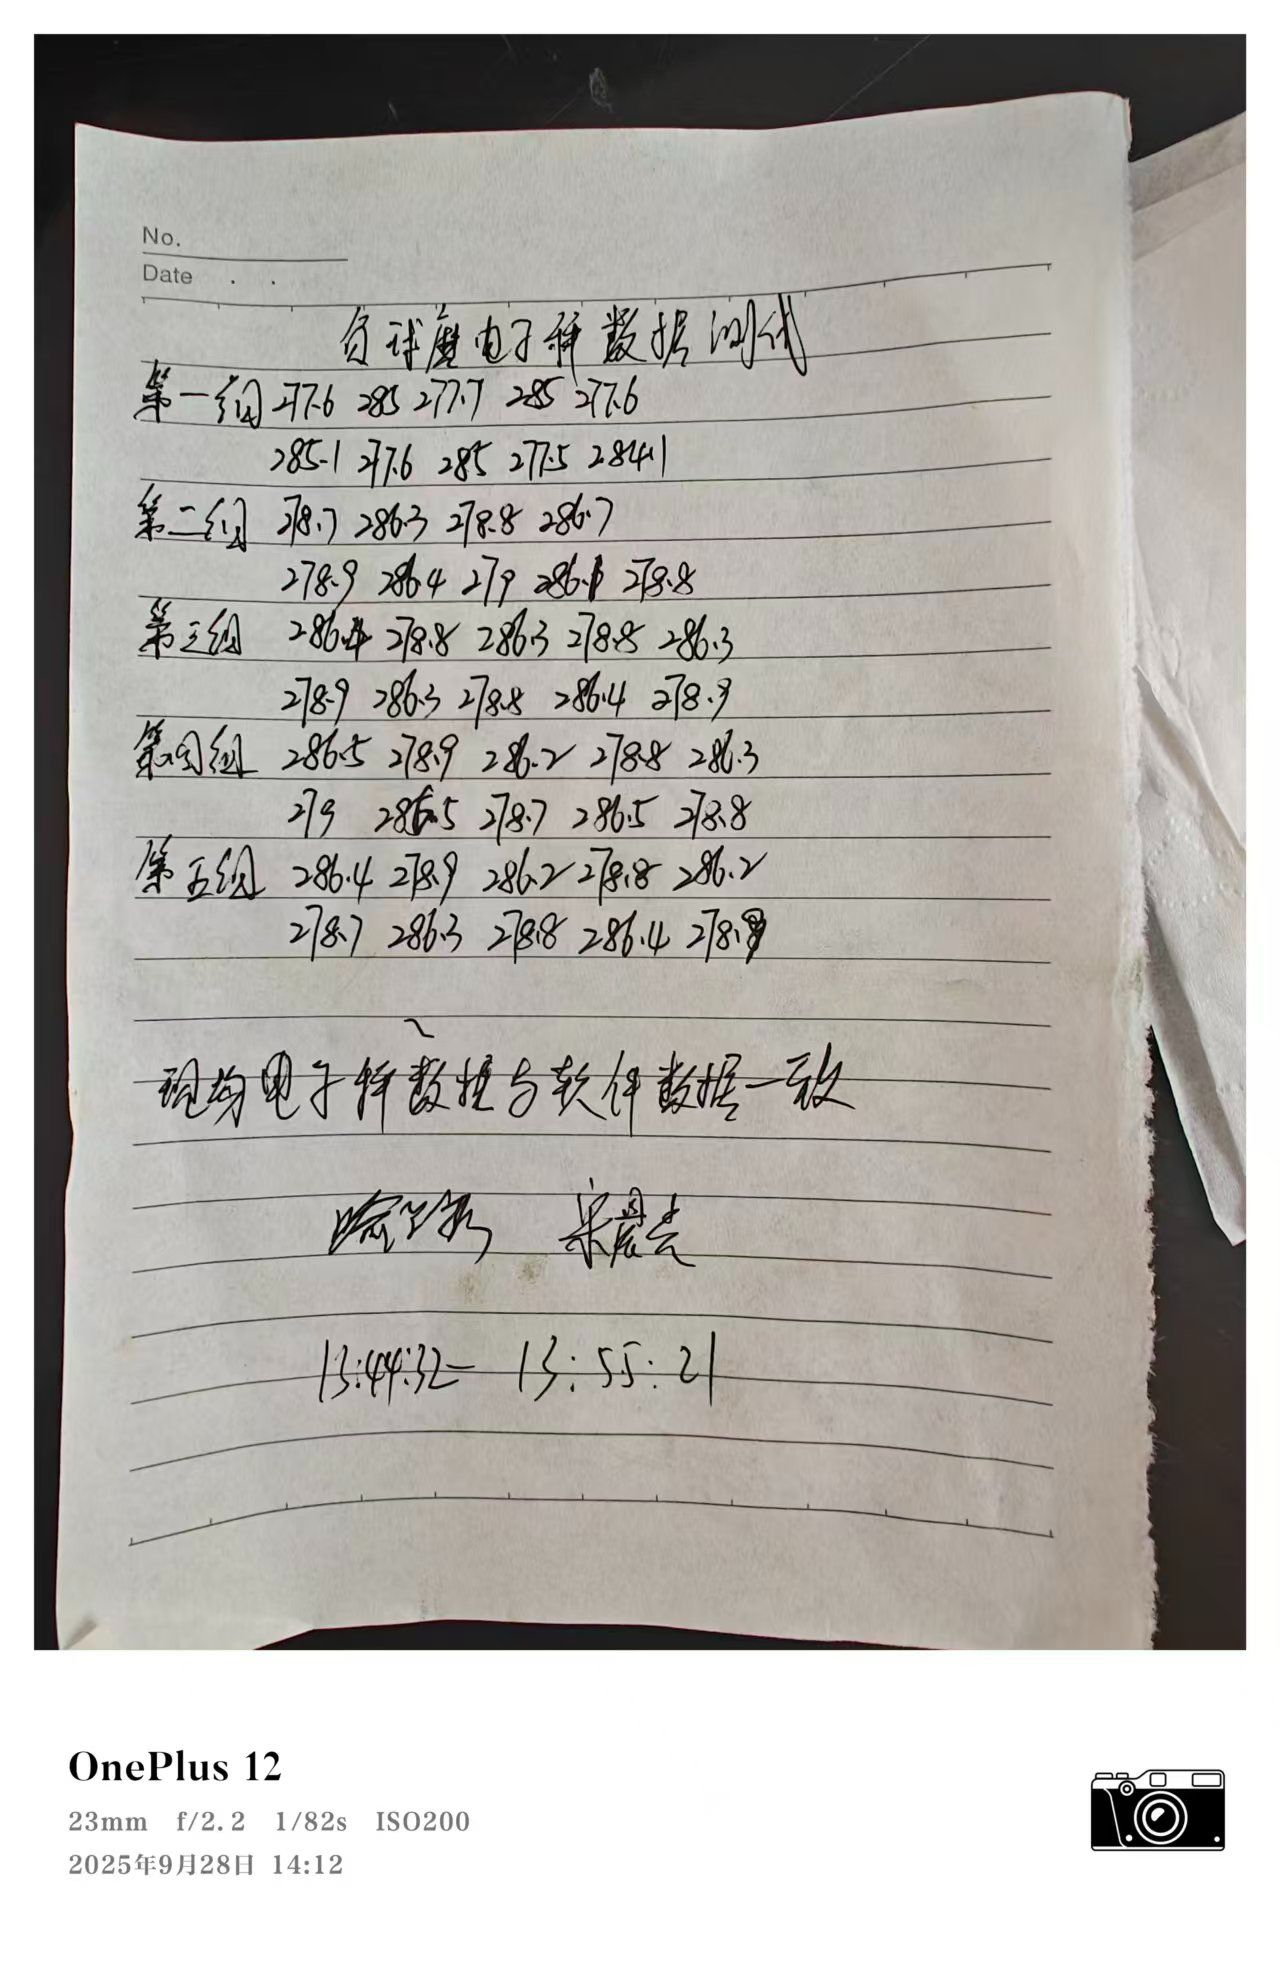 No.
Date . .
负球磨电子秤数据测试
第一组 277.6 285 277.7 285 277.6
285.1 277.6 285 277.5 284.1
第二组 278.7 286.3 278.8 286.7
278.9 286.4 279 278.8
第三组 286.4 278.8 286.3 278.8 286.3
278.9 286.3 278.8 286.4 278.9
第四组 286.5 278.9 286.2 278.8 286.3
279 286.5 278.7 286.5 278.8
第五组 286.4 278.9 286.2 278.8 286.2
278.7 286.3 278.8 286.4
现均电子秤数据与软件数据一致
梁晨光
13:44:32- 13:55:21
OnePlus 12
23mm f/2.2 1/82s ISO200
2025年9月28日 14:12